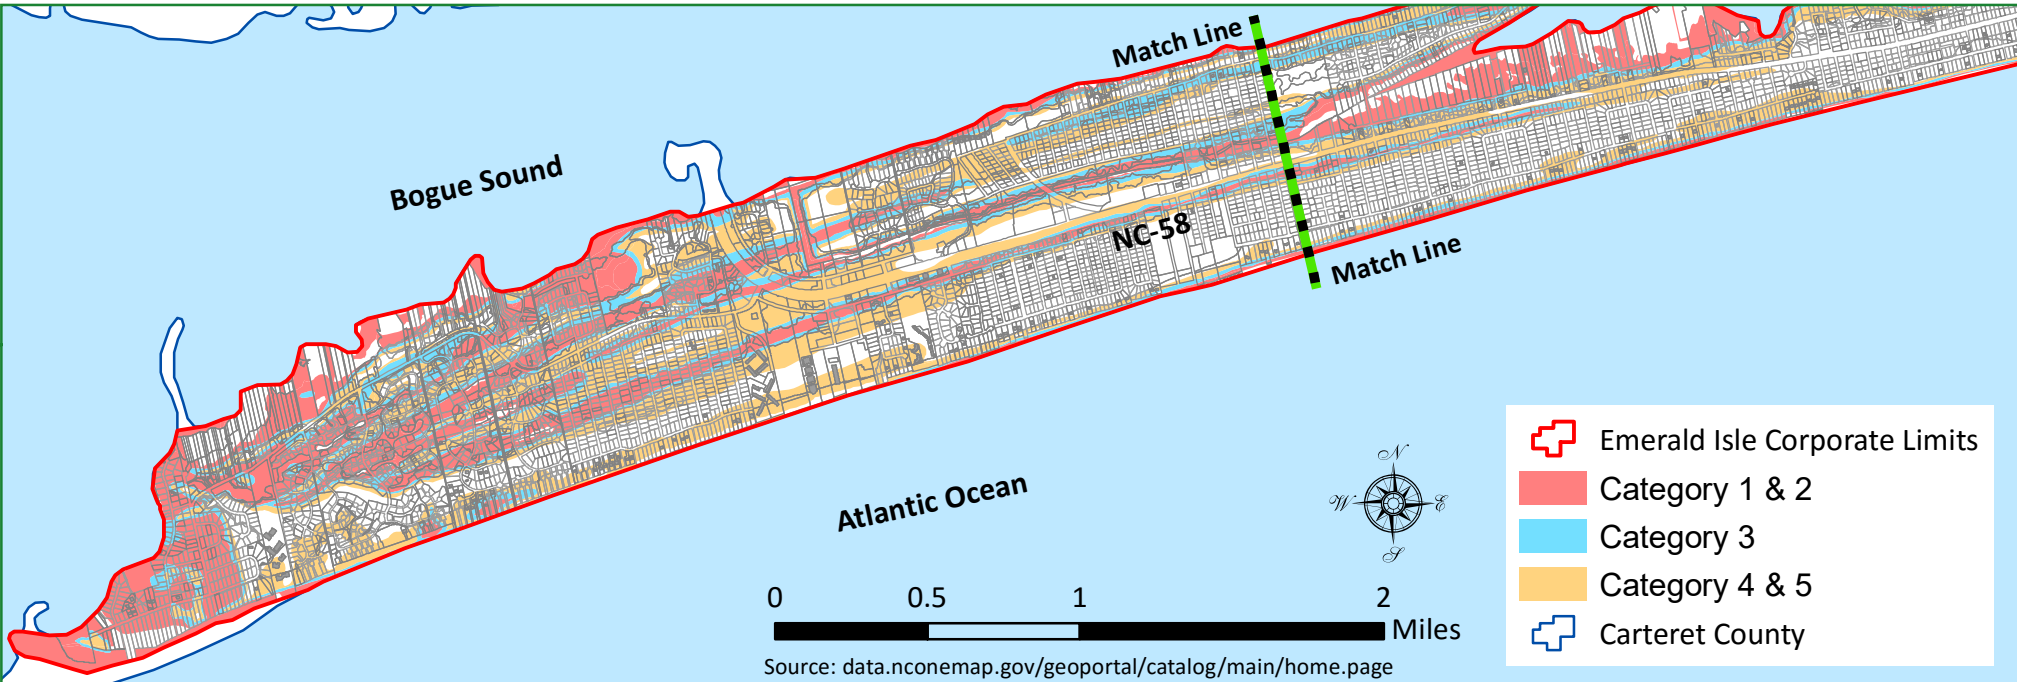 Match Line
Bogue Sound
NC-58
Match Line
Atlantic Ocean
N
W
E
S
Emerald Isle Corporate Limits
Category 1 & 2
Category 3
Category 4 & 5
Carteret County
0 0.5 1 2
Miles
Source: data.nconemap.gov/geoportal/catalog/main/home.page